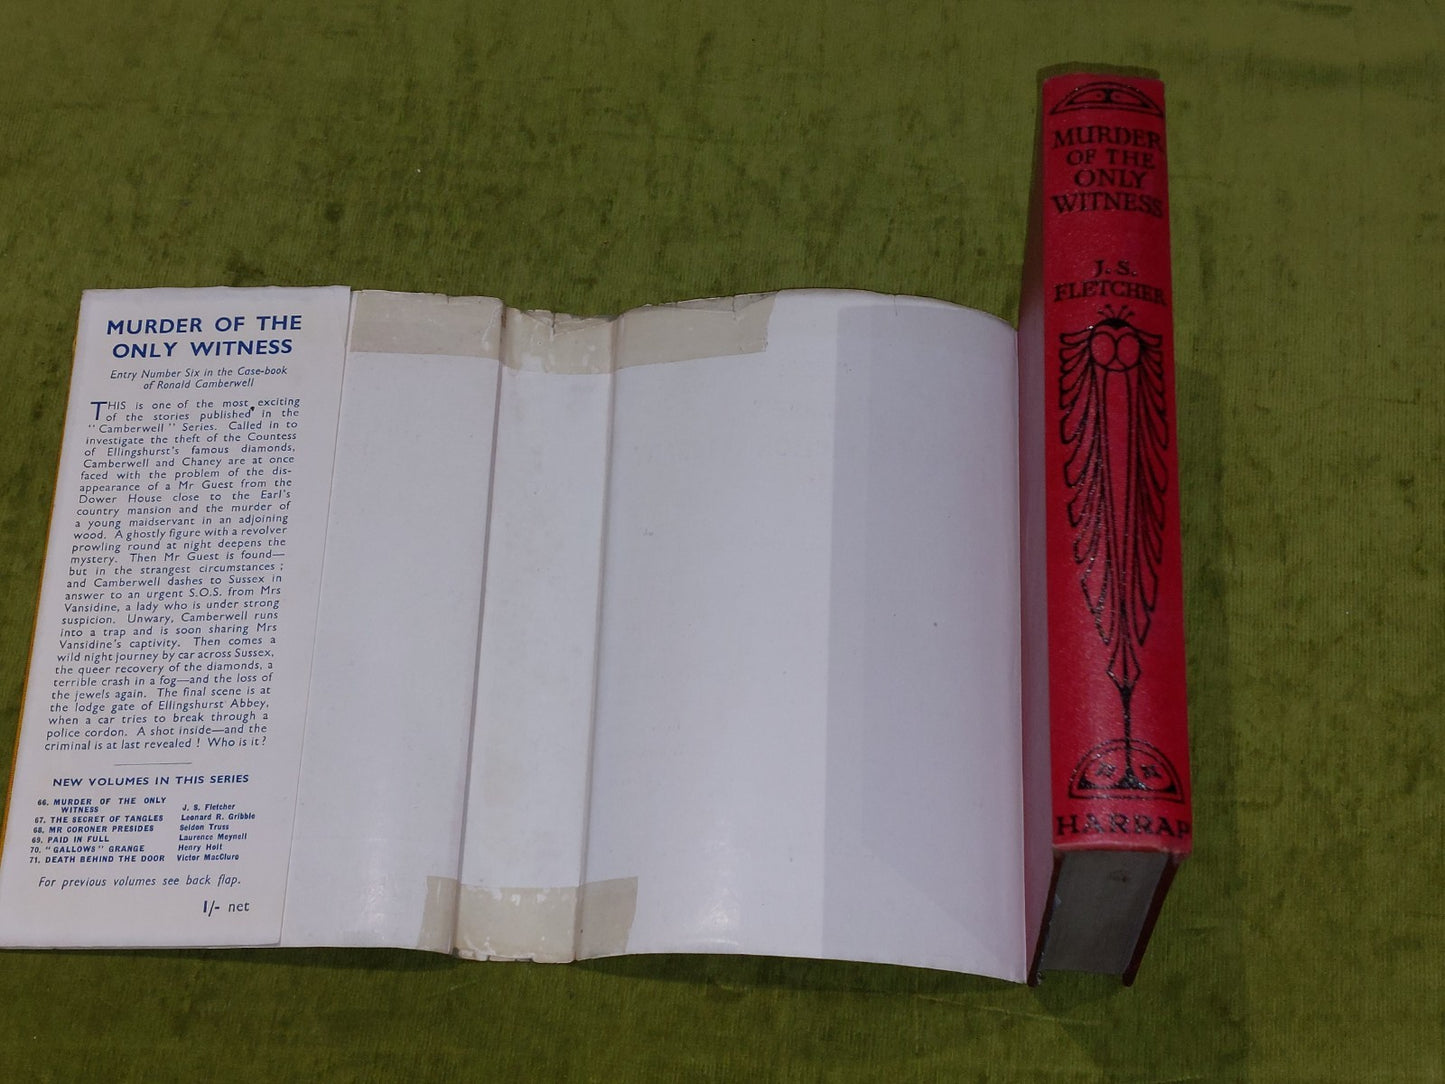 MURDER OF THE
ONLY WITNESS
Entry Number Six in the Case-book
of Ronald Camberwell
THIS is one of the most exciting
of the stories published in the
"Camberwell" Series. Called in to
investigate the theft of the Countess
of Ellingshurst's famous diamonds,
Camberwell and Chaney are at once
faced with the problem of the dis-
appearance of a Mr Guest from the
Dower House close to the Earl's
country mansion and the murder of
a young maidservant in an adjoining
wood. A ghostly figure with a revolver
prowling round at night deepens the
mystery. Then Mr Guest is found—
but in the strangest circumstances;
and Camberwell dashes to Sussex in
answer to an urgent S.O.S. from Mrs
Vansidine, a lady who is under strong
suspicion. Unwary, Camberwell runs
into a trap and is soon sharing Mrs
Vansidine's captivity. Then comes a
wild night journey by car across Sussex,
the queer recovery of the diamonds, a
terrible crash in a fog—and the loss of
the jewels again. The final scene is at
the lodge gate of Ellingshurst Abbey,
when a car tries to break through a
police cordon. A shot inside—and the
criminal is at last revealed! Who is it?
NEW VOLUMES IN THIS SERIES
66. MURDER OF THE ONLY
WITNESS J. S. Fletcher
67. THE SECRET OF TANGLES Leonard R. Gribble
68. MR CORONER PRESIDES Seldon Truss
69. PAID IN FULL Laurence Meynell
70. "GALLOWS" GRANGE Henry Holt
71. DEATH BEHIND THE DOOR Victor MacClure
For previous volumes see back flap.
1/- net
MURDER
OF THE
ONLY
WITNESS
J. S.
FLETCHER
HARRAP